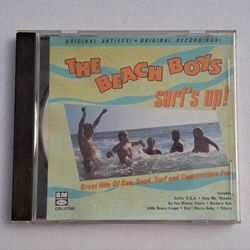 ORIGINAL ARTISTS! • ORIGINAL RECORDINGS!
THE BEACH BOYS
surf's up!
Great Hits Of Sun, Sand, Surf and Summertime Fun
Includes:
Surfin' U.S.A. • Help Me, Rhonda
Do You Wanna Dance • Barbara Ann
Little Deuce Coupe • Don't Worry Baby • Others